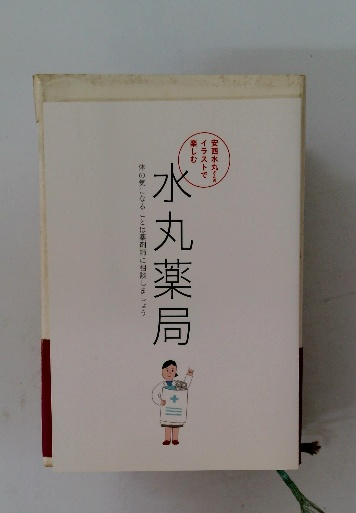 安西水丸さんの
イラストで
楽しむ
水丸薬局
体の気になることは薬剤師に相談しましょう